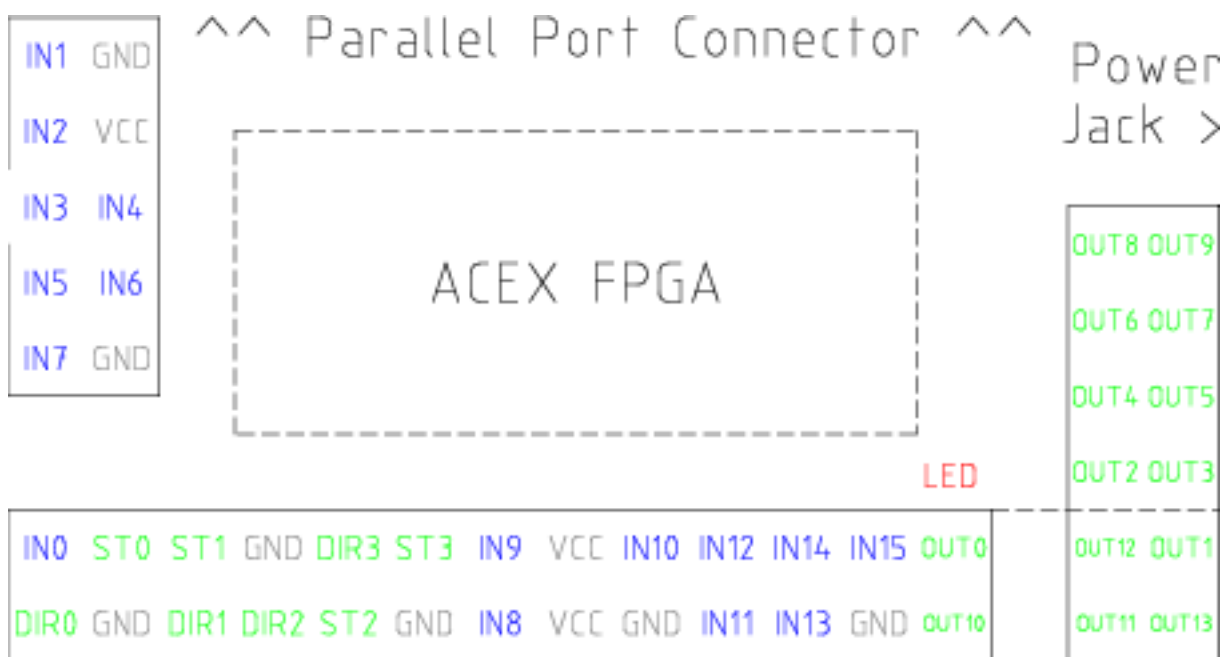 ^^ Parallel Port Connector ^^
Power
Jack >
IN1 GND
IN2 VCC
IN3 IN4
IN5 IN6
IN7 GND
ACEX FPGA
OUT8 OUT9
OUT6 OUT7
OUT4 OUT5
OUT2 OUT3
OUT12 OUT1
OUT11 OUT13
LED
IN0 ST0 ST1 GND DIR3 ST3 IN9 VCC IN10 IN12 IN14 IN15 OUT0
DIR0 GND DIR1 DIR2 ST2 GND IN8 VCC GND IN11 IN13 GND OUT10